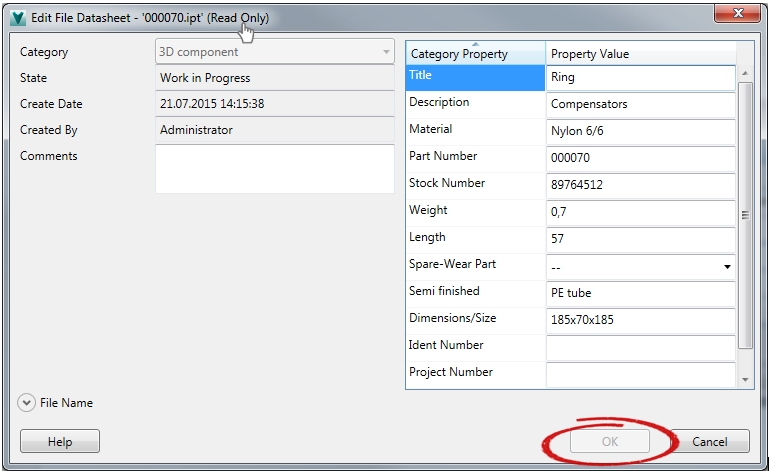 Edit File Datasheet - '000070.ipt' (Read Only)
Category 3D component
State Work in Progress
Create Date 21.07.2015 14:15:38
Created By Administrator
Comments
Category Property Property Value
Title Ring
Description Compensators
Material Nylon 6/6
Part Number 000070
Stock Number 89764512
Weight 0,7
Length 57
Spare-Wear Part --
Semi finished PE tube
Dimensions/Size 185x70x185
Ident Number
Project Number
File Name
Help OK Cancel